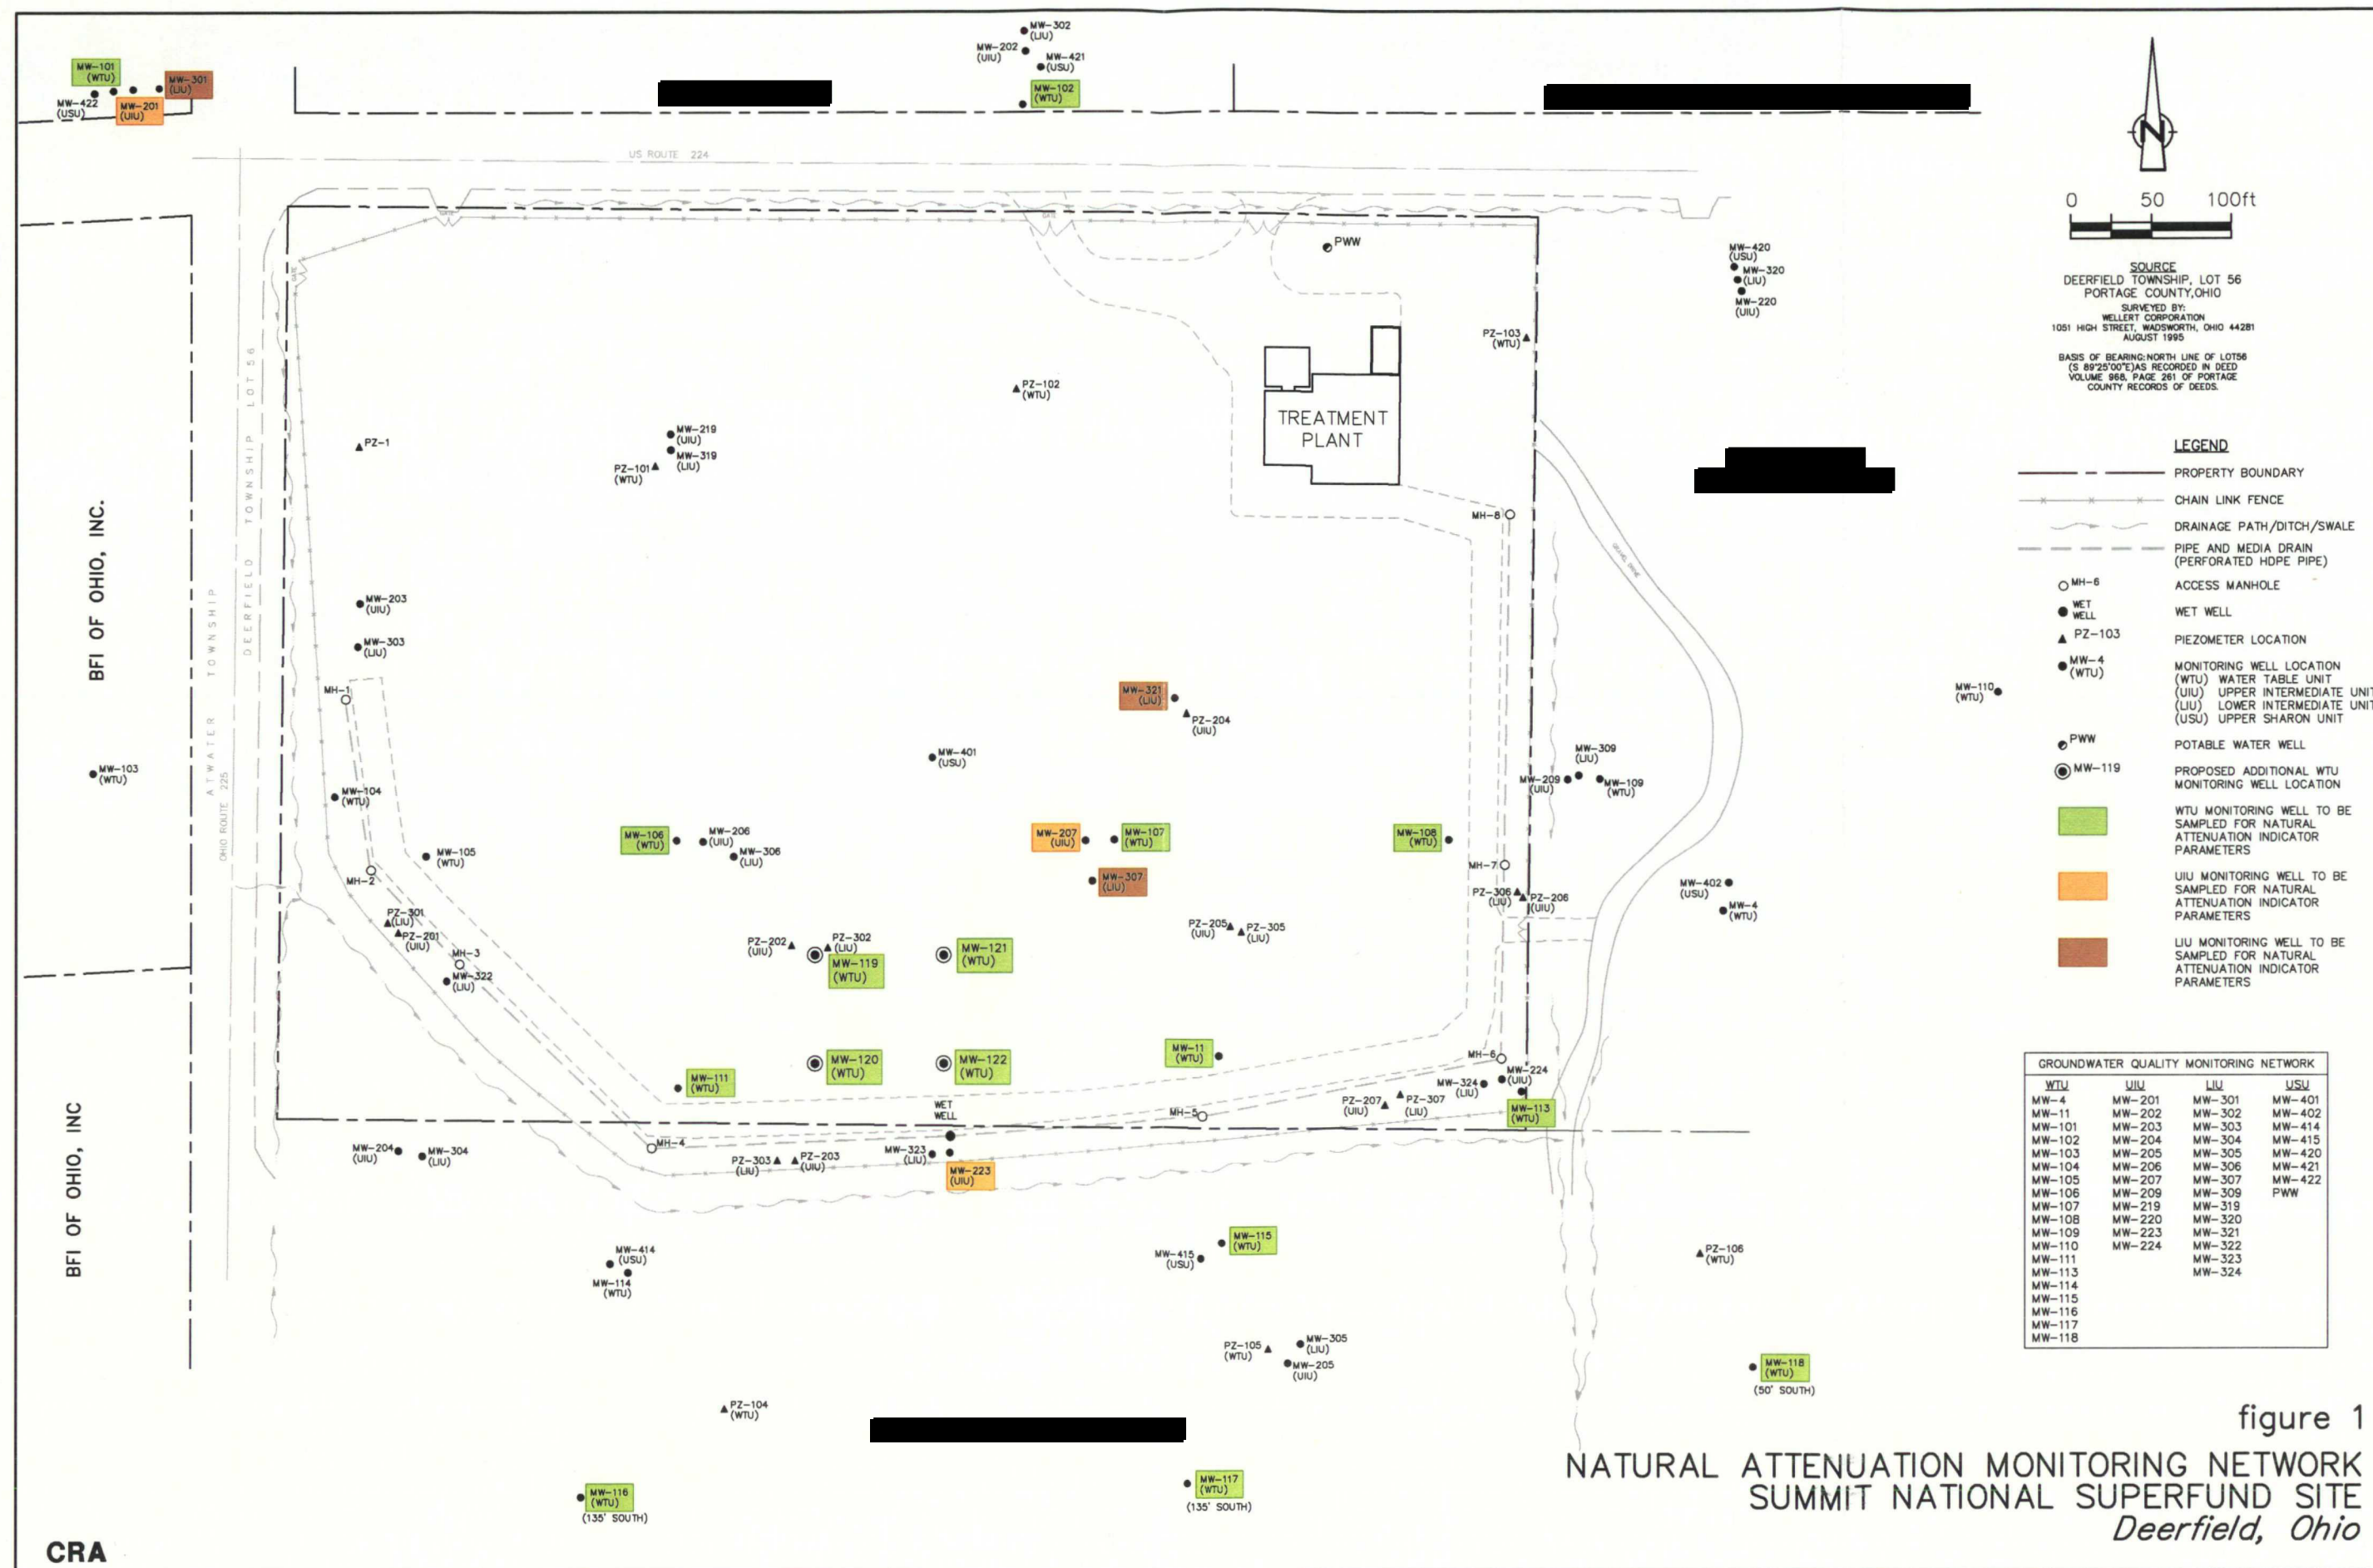 MW-302
(LIU)
MW-202
(UIU)
MW-421
(USU)
MW-102
(WTU)
MW-101
(WTU)
MW-301
(LIU)
MW-422
(USU)
MW-201
(UIU)
US ROUTE 224
N
0 50 100ft
SOURCE
DEERFIELD TOWNSHIP, LOT 56
PORTAGE COUNTY,OHIO
SURVEYED BY:
WELLERT CORPORATION
1051 HIGH STREET, WADSWORTH, OHIO 44281
AUGUST 1995
BASIS OF BEARING:NORTH LINE OF LOT56
(S 89°25'00"E)AS RECORDED IN DEED
VOLUME 968, PAGE 261 OF PORTAGE
COUNTY RECORDS OF DEEDS.
GATE
GATE
GATE
PWW
MW-420
(USU)
MW-320
(LIU)
MW-220
(UIU)
PZ-103
(WTU)
PZ-102
(WTU)
TREATMENT
PLANT
PZ-1
MW-219
(UIU)
MW-319
(LIU)
PZ-101
(WTU)
MH-8
GRAVEL DRIVE
BFI OF OHIO, INC.
ATWATER TOWNSHIP
DEERFIELD TOWNSHIP LOT 56
OHIO ROUTE 225
MW-203
(UIU)
MW-303
(LIU)
MH-1
MW-321
(LIU)
PZ-204
(UIU)
MW-110
(WTU)
MW-103
(WTU)
MW-401
(USU)
MW-309
(LIU)
MW-209
(UIU)
MW-109
(WTU)
MW-104
(WTU)
MW-105
(WTU)
MH-2
MW-106
(WTU)
MW-206
(UIU)
MW-306
(LIU)
MW-207
(UIU)
MW-107
(WTU)
MW-307
(LIU)
MW-108
(WTU)
MH-7
PZ-306
(LIU)
PZ-206
(UIU)
MW-402
(USU)
MW-4
(WTU)
PZ-301
(LIU)
PZ-201
(UIU)
MH-3
MW-322
(LIU)
PZ-202
(UIU)
PZ-302
(LIU)
MW-119
(WTU)
MW-121
(WTU)
PZ-205
(UIU)
PZ-305
(LIU)
MW-120
(WTU)
MW-122
(WTU)
MW-11
(WTU)
MH-6
MW-111
(WTU)
MW-224
(UIU)
MW-324
(LIU)
PZ-207
(UIU)
PZ-307
(LIU)
MW-113
(WTU)
WET
WELL
MH-5
MH-4
MW-204
(UIU)
MW-304
(LIU)
PZ-303
(LIU)
PZ-203
(UIU)
MW-323
(LIU)
MW-223
(UIU)
BFI OF OHIO, INC
MW-414
(USU)
MW-114
(WTU)
MW-115
(WTU)
MW-415
(USU)
PZ-106
(WTU)
PZ-105
(WTU)
MW-305
(LIU)
MW-205
(UIU)
PZ-104
(WTU)
MW-118
(WTU)
(50' SOUTH)
MW-116
(WTU)
(135' SOUTH)
MW-117
(WTU)
(135' SOUTH)
LEGEND
PROPERTY BOUNDARY
CHAIN LINK FENCE
DRAINAGE PATH/DITCH/SWALE
PIPE AND MEDIA DRAIN
(PERFORATED HDPE PIPE)
MH-6 ACCESS MANHOLE
WET
WELL WET WELL
PZ-103 PIEZOMETER LOCATION
MW-4 MONITORING WELL LOCATION
(WTU) (WTU) WATER TABLE UNIT
(UIU) UPPER INTERMEDIATE UNIT
(LIU) LOWER INTERMEDIATE UNIT
(USU) UPPER SHARON UNIT
PWW POTABLE WATER WELL
MW-119 PROPOSED ADDITIONAL WTU
MONITORING WELL LOCATION
WTU MONITORING WELL TO BE
SAMPLED FOR NATURAL
ATTENUATION INDICATOR
PARAMETERS
UIU MONITORING WELL TO BE
SAMPLED FOR NATURAL
ATTENUATION INDICATOR
PARAMETERS
LIU MONITORING WELL TO BE
SAMPLED FOR NATURAL
ATTENUATION INDICATOR
PARAMETERS
GROUNDWATER QUALITY MONITORING NETWORK
WTU UIU LIU USU
MW-4 MW-201 MW-301 MW-401
MW-11 MW-202 MW-302 MW-402
MW-101 MW-203 MW-303 MW-414
MW-102 MW-204 MW-304 MW-415
MW-103 MW-205 MW-305 MW-420
MW-104 MW-206 MW-306 MW-421
MW-105 MW-207 MW-307 MW-422
MW-106 MW-209 MW-309 PWW
MW-107 MW-219 MW-319
MW-108 MW-220 MW-320
MW-109 MW-223 MW-321
MW-110 MW-224 MW-322
MW-111 MW-323
MW-113 MW-324
MW-114
MW-115
MW-116
MW-117
MW-118
figure 1
NATURAL ATTENUATION MONITORING NETWORK
SUMMIT NATIONAL SUPERFUND SITE
Deerfield, Ohio
CRA